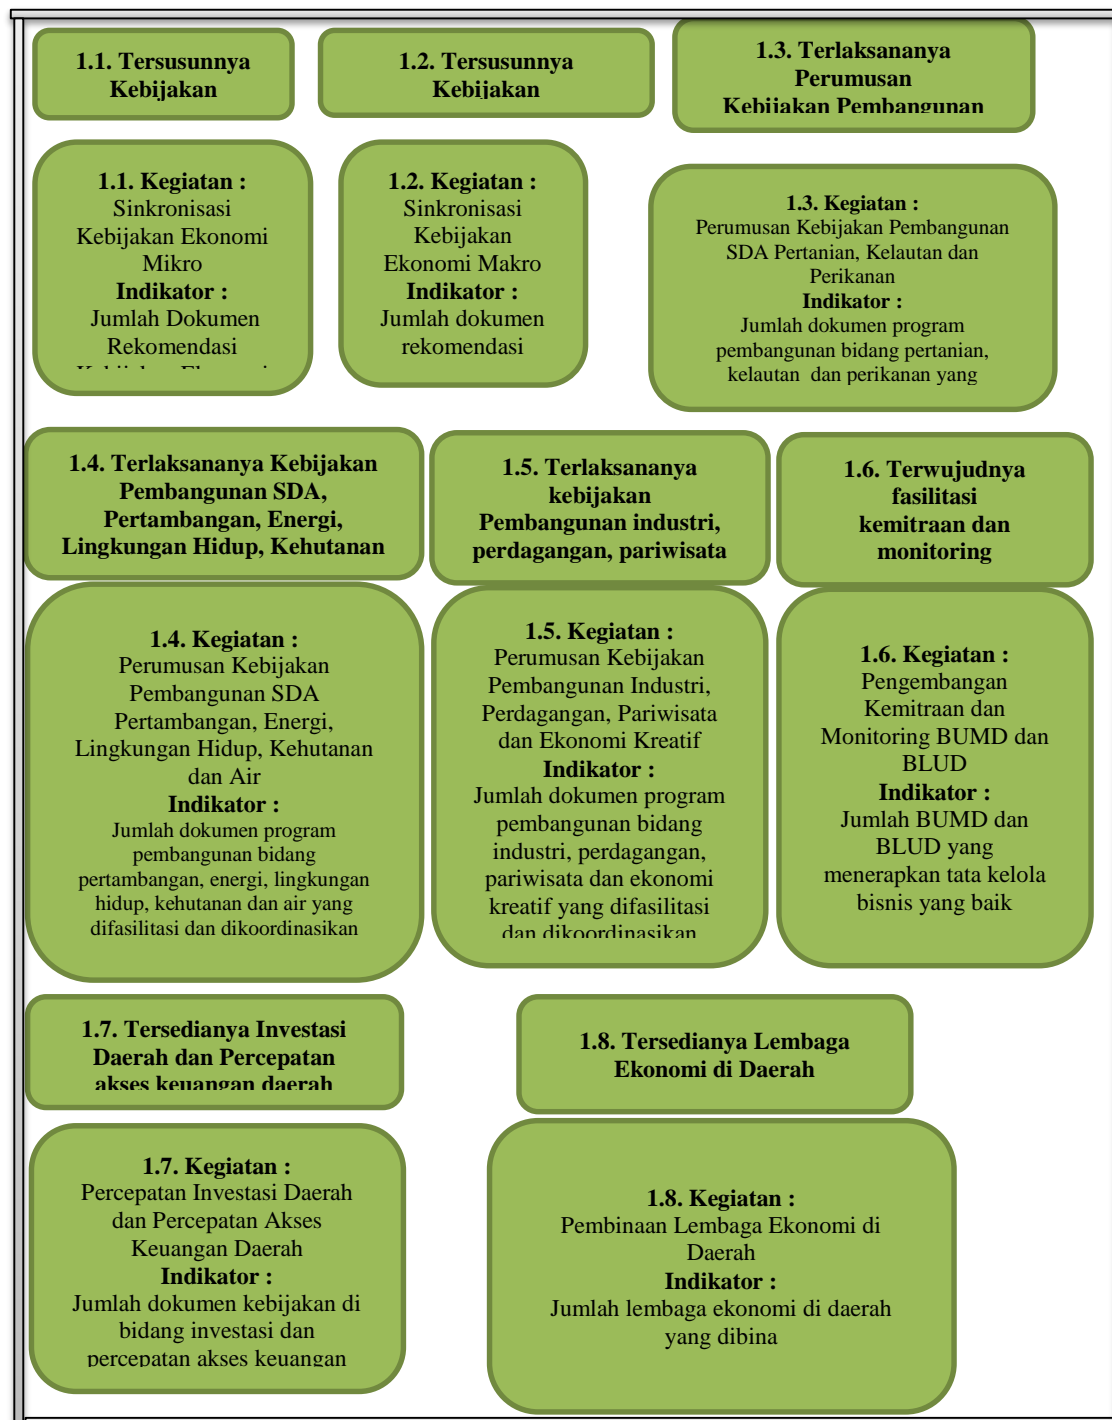 1.1. Tersusunnya
Kebijakan
1.2. Tersusunnya
Kebijakan
1.3. Terlaksananya
Perumusan
Kebijakan Pembangunan
1.1. Kegiatan :
Sinkronisasi
Kebijakan Ekonomi
Mikro
Indikator :
Jumlah Dokumen
Rekomendasi
Kebijakan Ekonomi
1.2. Kegiatan :
Sinkronisasi
Kebijakan
Ekonomi Makro
Indikator :
Jumlah dokumen
rekomendasi
1.3. Kegiatan :
Perumusan Kebijakan Pembangunan
SDA Pertanian, Kelautan dan
Perikanan
Indikator :
Jumlah dokumen program
pembangunan bidang pertanian,
kelautan dan perikanan yang
1.4. Terlaksananya Kebijakan
Pembangunan SDA,
Pertambangan, Energi,
Lingkungan Hidup, Kehutanan
1.5. Terlaksananya
kebijakan
Pembangunan industri,
perdagangan, pariwisata
1.6. Terwujudnya
fasilitasi
kemitraan dan
monitoring
1.4. Kegiatan :
Perumusan Kebijakan
Pembangunan SDA
Pertambangan, Energi,
Lingkungan Hidup, Kehutanan
dan Air
Indikator :
Jumlah dokumen program
pembangunan bidang
pertambangan, energi, lingkungan
hidup, kehutanan dan air yang
difasilitasi dan dikoordinasikan
1.5. Kegiatan :
Perumusan Kebijakan
Pembangunan Industri,
Perdagangan, Pariwisata
dan Ekonomi Kreatif
Indikator :
Jumlah dokumen program
pembangunan bidang
industri, perdagangan,
pariwisata dan ekonomi
kreatif yang difasilitasi
dan dikoordinasikan
1.6. Kegiatan :
Pengembangan
Kemitraan dan
Monitoring BUMD dan
BLUD
Indikator :
Jumlah BUMD dan
BLUD yang
menerapkan tata kelola
bisnis yang baik
1.7. Tersedianya Investasi
Daerah dan Percepatan
akses keuangan daerah
1.8. Tersedianya Lembaga
Ekonomi di Daerah
1.7. Kegiatan :
Percepatan Investasi Daerah
dan Percepatan Akses
Keuangan Daerah
Indikator :
Jumlah dokumen kebijakan di
bidang investasi dan
percepatan akses keuangan
1.8. Kegiatan :
Pembinaan Lembaga Ekonomi di
Daerah
Indikator :
Jumlah lembaga ekonomi di daerah
yang dibina